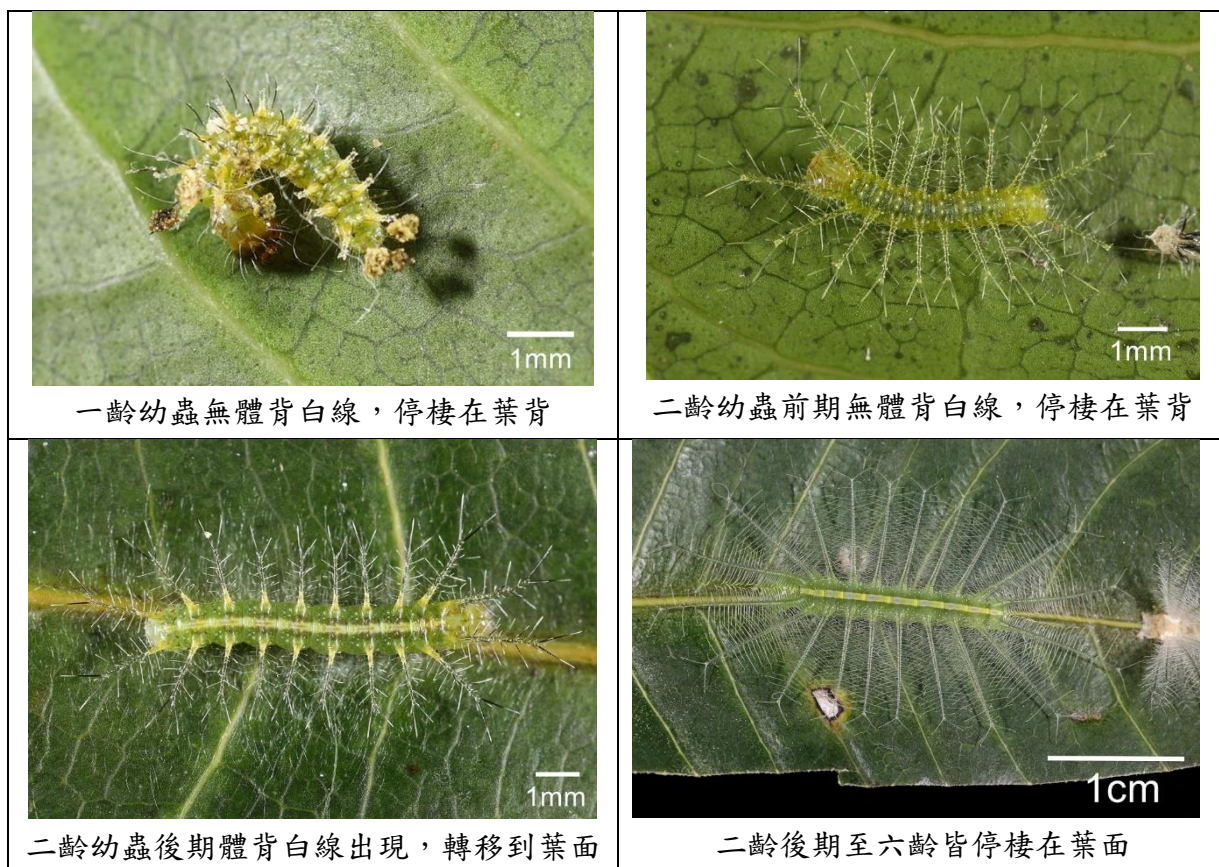 1mm
1mm
一齡幼蟲無體背白線，停棲在葉背
二齡幼蟲前期無體背白線，停棲在葉背
1mm
1cm
二齡幼蟲後期體背白線出現，轉移到葉面
二齡後期至六齡皆停棲在葉面